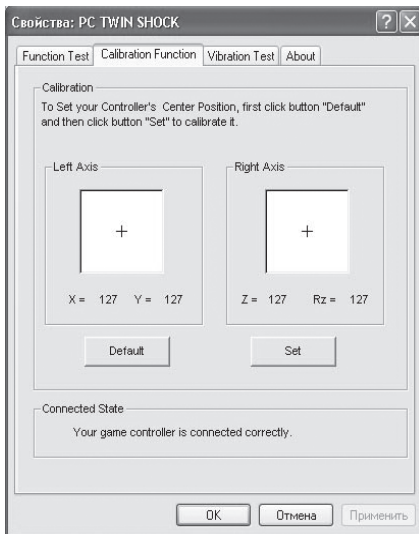 Свойства: PC TWIN SHOCK
Function Test Calibration Function Vibration Test About
Calibration
To Set your Controller's Center Position, first click button "Default"
and then click button "Set" to calibrate it.
Left Axis Right Axis
X = 127 Y = 127 Z = 127 Rz = 127
Default Set
Connected State
Your game controller is connected correctly.
OK Отмена Применить